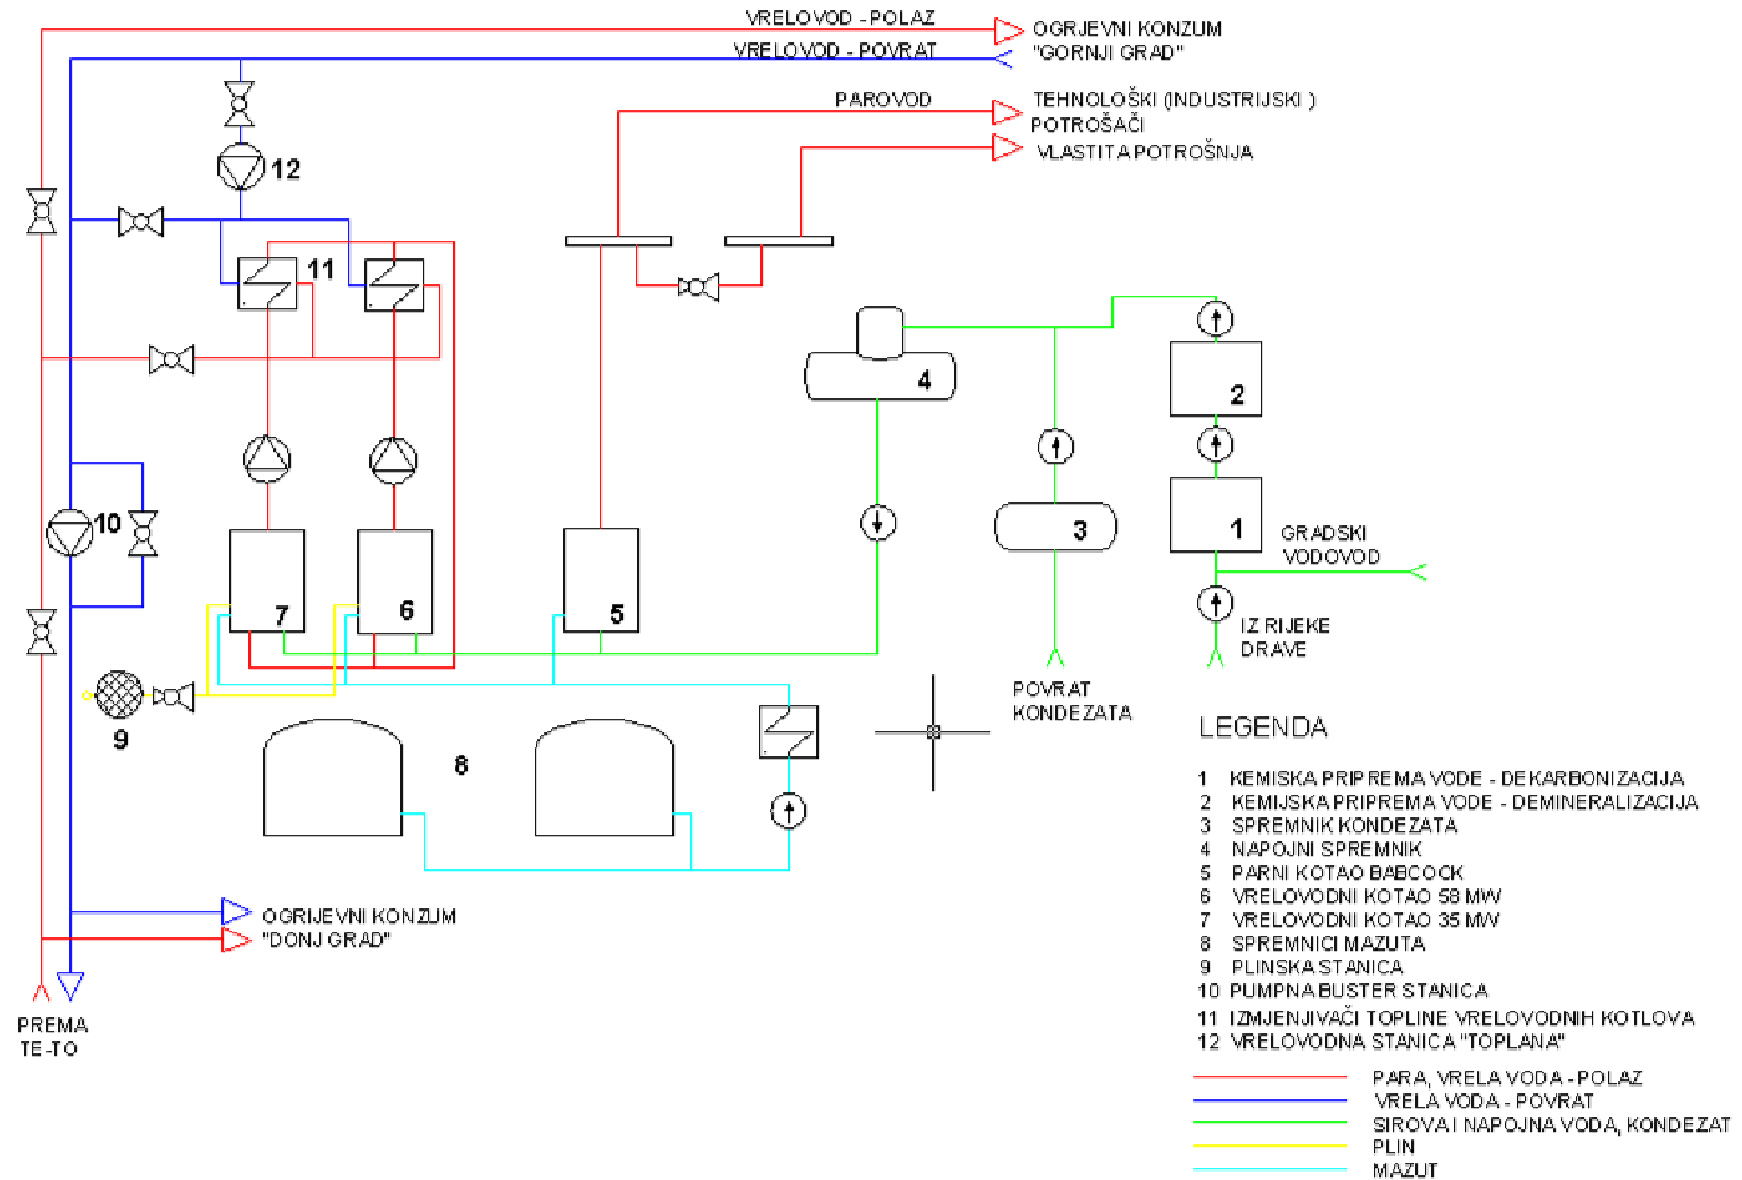 VRELOVOD - POLAZ
OGRJEVNI KONZUM
VRELOVOD - POVRAT
"GORNJI GRAD"
PAROVOD
TEHNOLOŠKI (INDUSTRIJSKI )
POTROŠAČI
VLASTITA POTROŠNJA
12
11
4
2
10
3
1
GRADSKI
VODOVOD
7
6
5
IZ RIJEKE
DRAVE
9
8
POVRAT
KONDEZATA
OGRIJEVNI KONZUM
"DONJ GRAD"
PREMA
TE-TO
LEGENDA
1 KEMISKA PRIPREMA VODE - DEKARBONIZACIJA
2 KEMIJSKA PRIPREMA VODE - DEMINERALIZACIJA
3 SPREMNIK KONDEZATA
4 NAPOJNI SPREMNIK
5 PARNI KOTAO BABCOCK
6 VRELOVODNI KOTAO 58 MW
7 VRELOVODNI KOTAO 35 MW
8 SPREMNICI MAZUTA
9 PLINSKA STANICA
10 PUMPNA BUSTER STANICA
11 IZMJENJIVAČI TOPLINE VRELOVODNIH KOTLOVA
12 VRELOVODNA STANICA "TOPLANA"
PARA, VRELA VODA - POLAZ
VRELA VODA - POVRAT
SIROVA I NAPOJNA VODA, KONDEZAT
PLIN
MAZUT